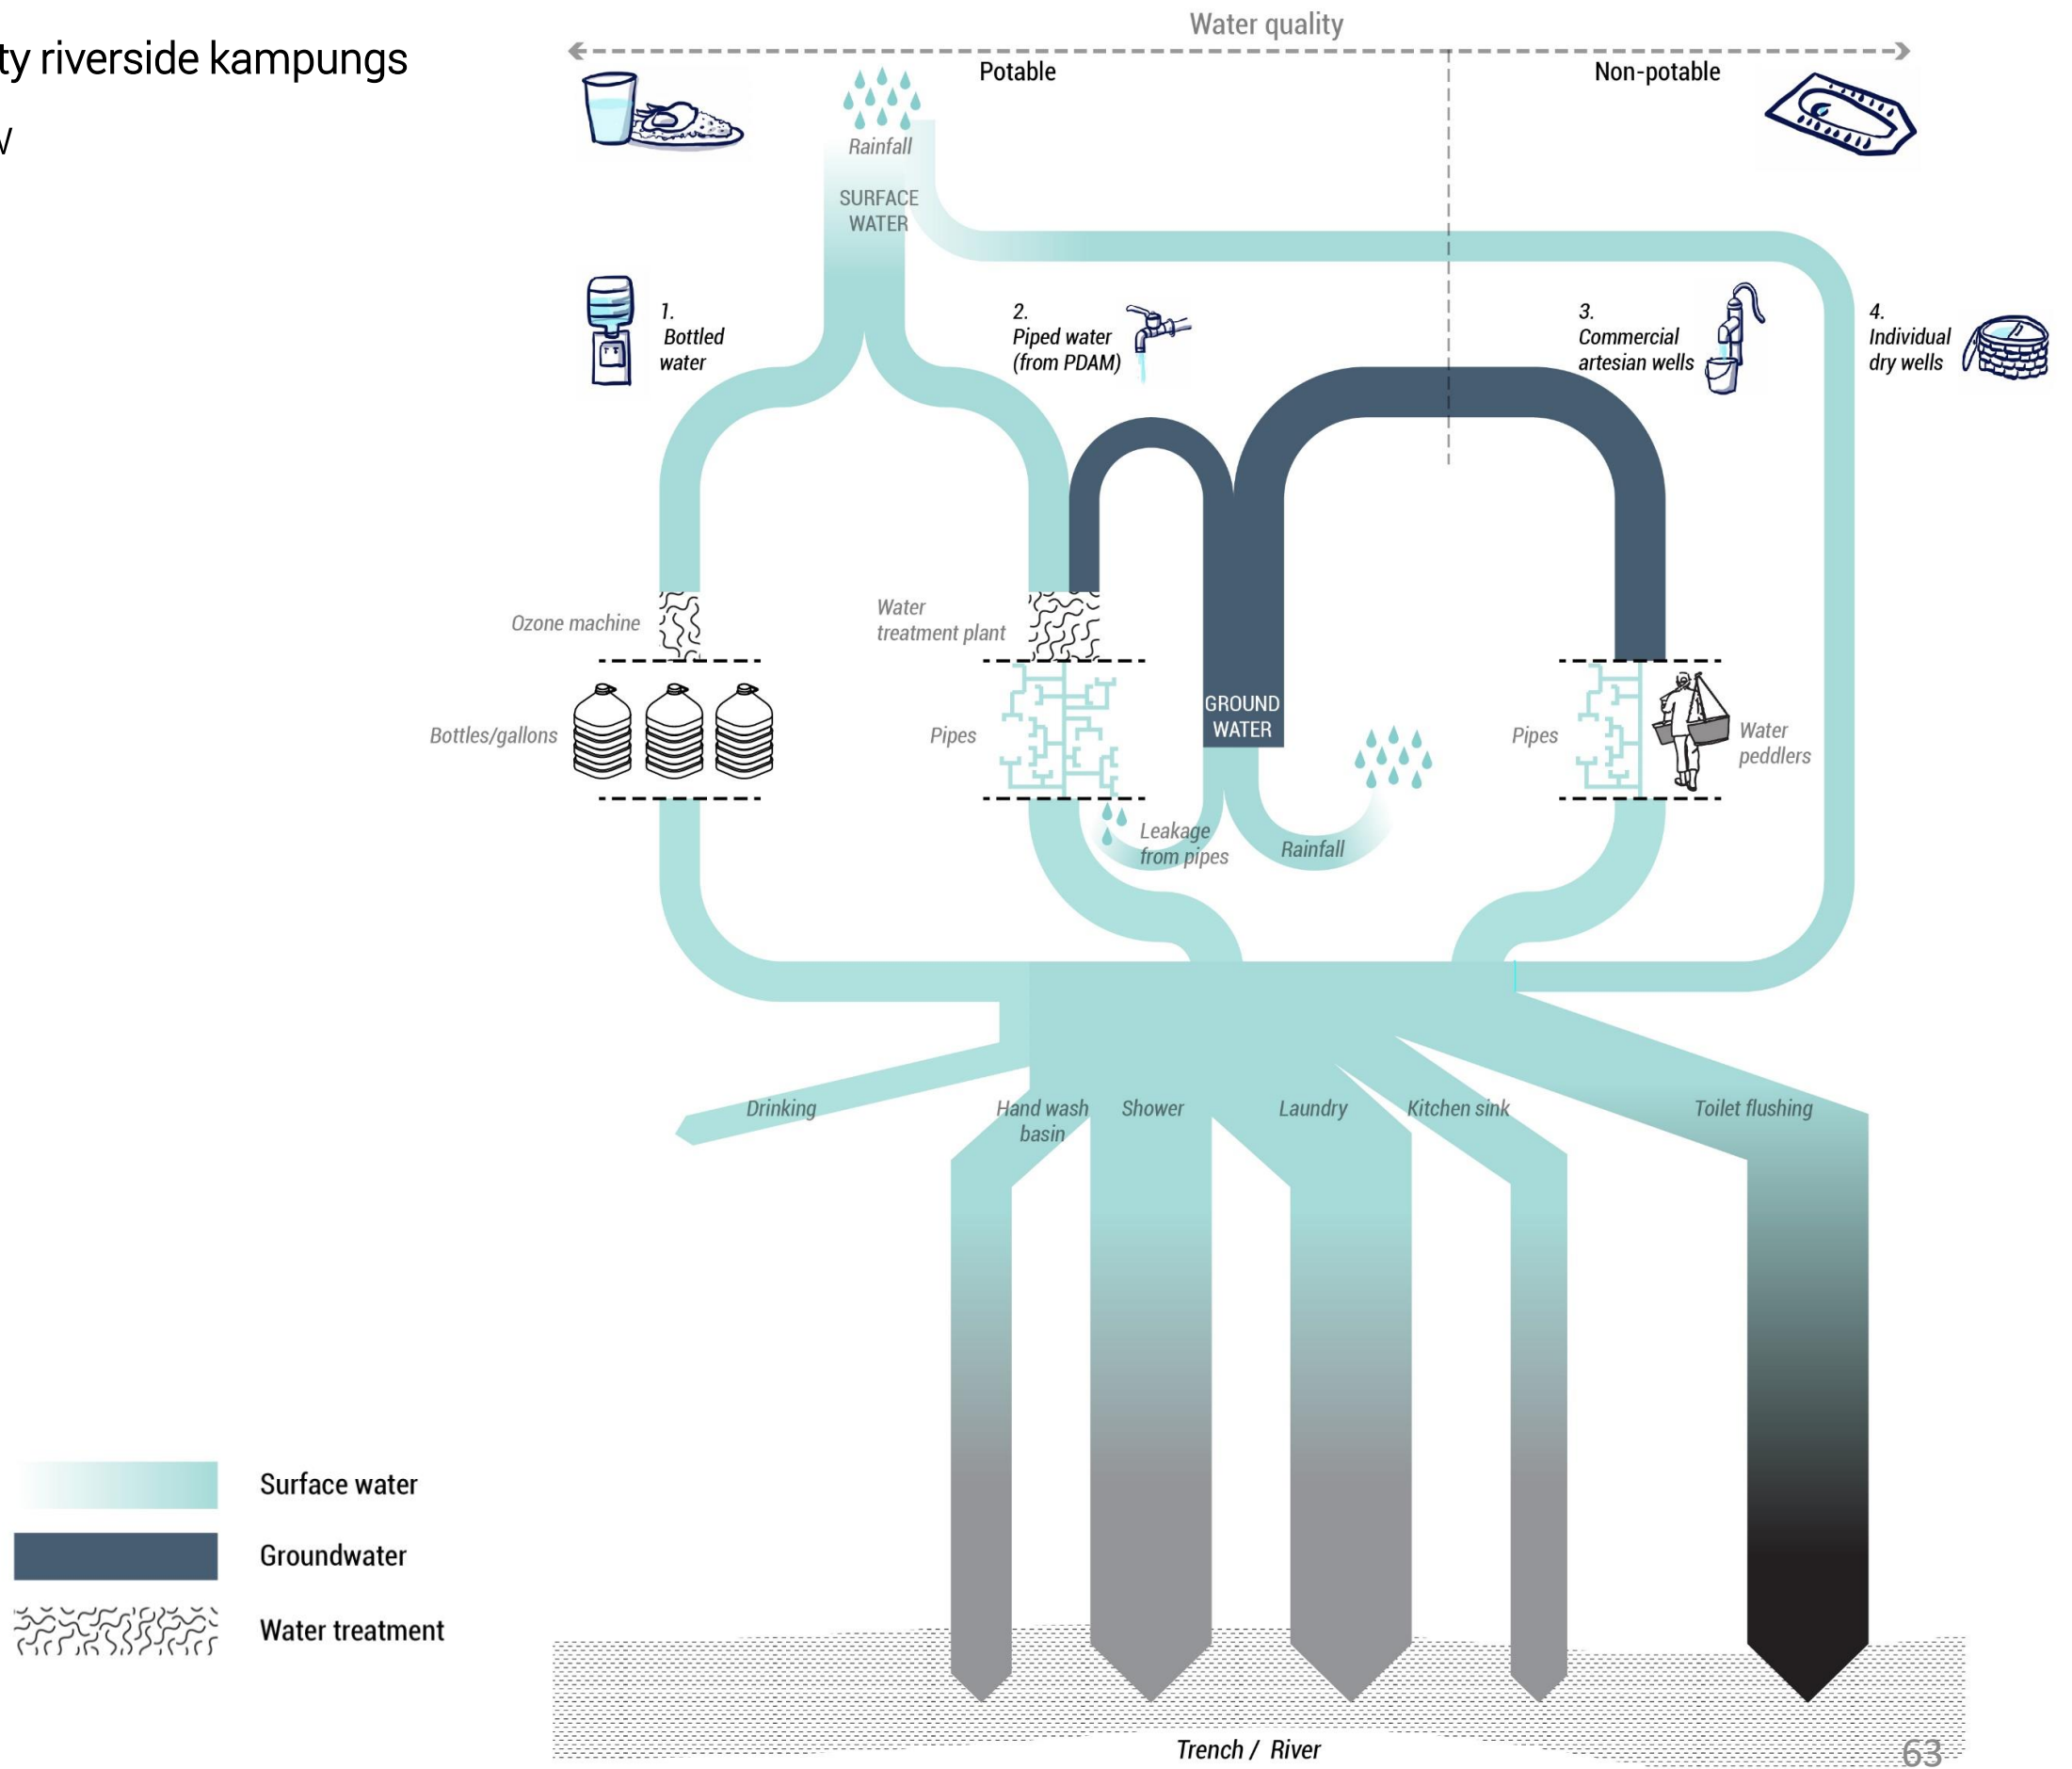 ty riverside kampungs
Water quality
Potable
Non-potable
Rainfall
SURFACE
WATER
1.
Bottled
water
2.
Piped water
(from PDAM)
3.
Commercial
artesian wells
4.
Individual
dry wells
Ozone machine
Water
treatment plant
Bottles/gallons
Pipes
GROUND
WATER
Pipes
Water
peddlers
Leakage
from pipes
Rainfall
Drinking
Hand wash
basin
Shower
Laundry
Kitchen sink
Toilet flushing
Surface water
Groundwater
Water treatment
Trench / River
63